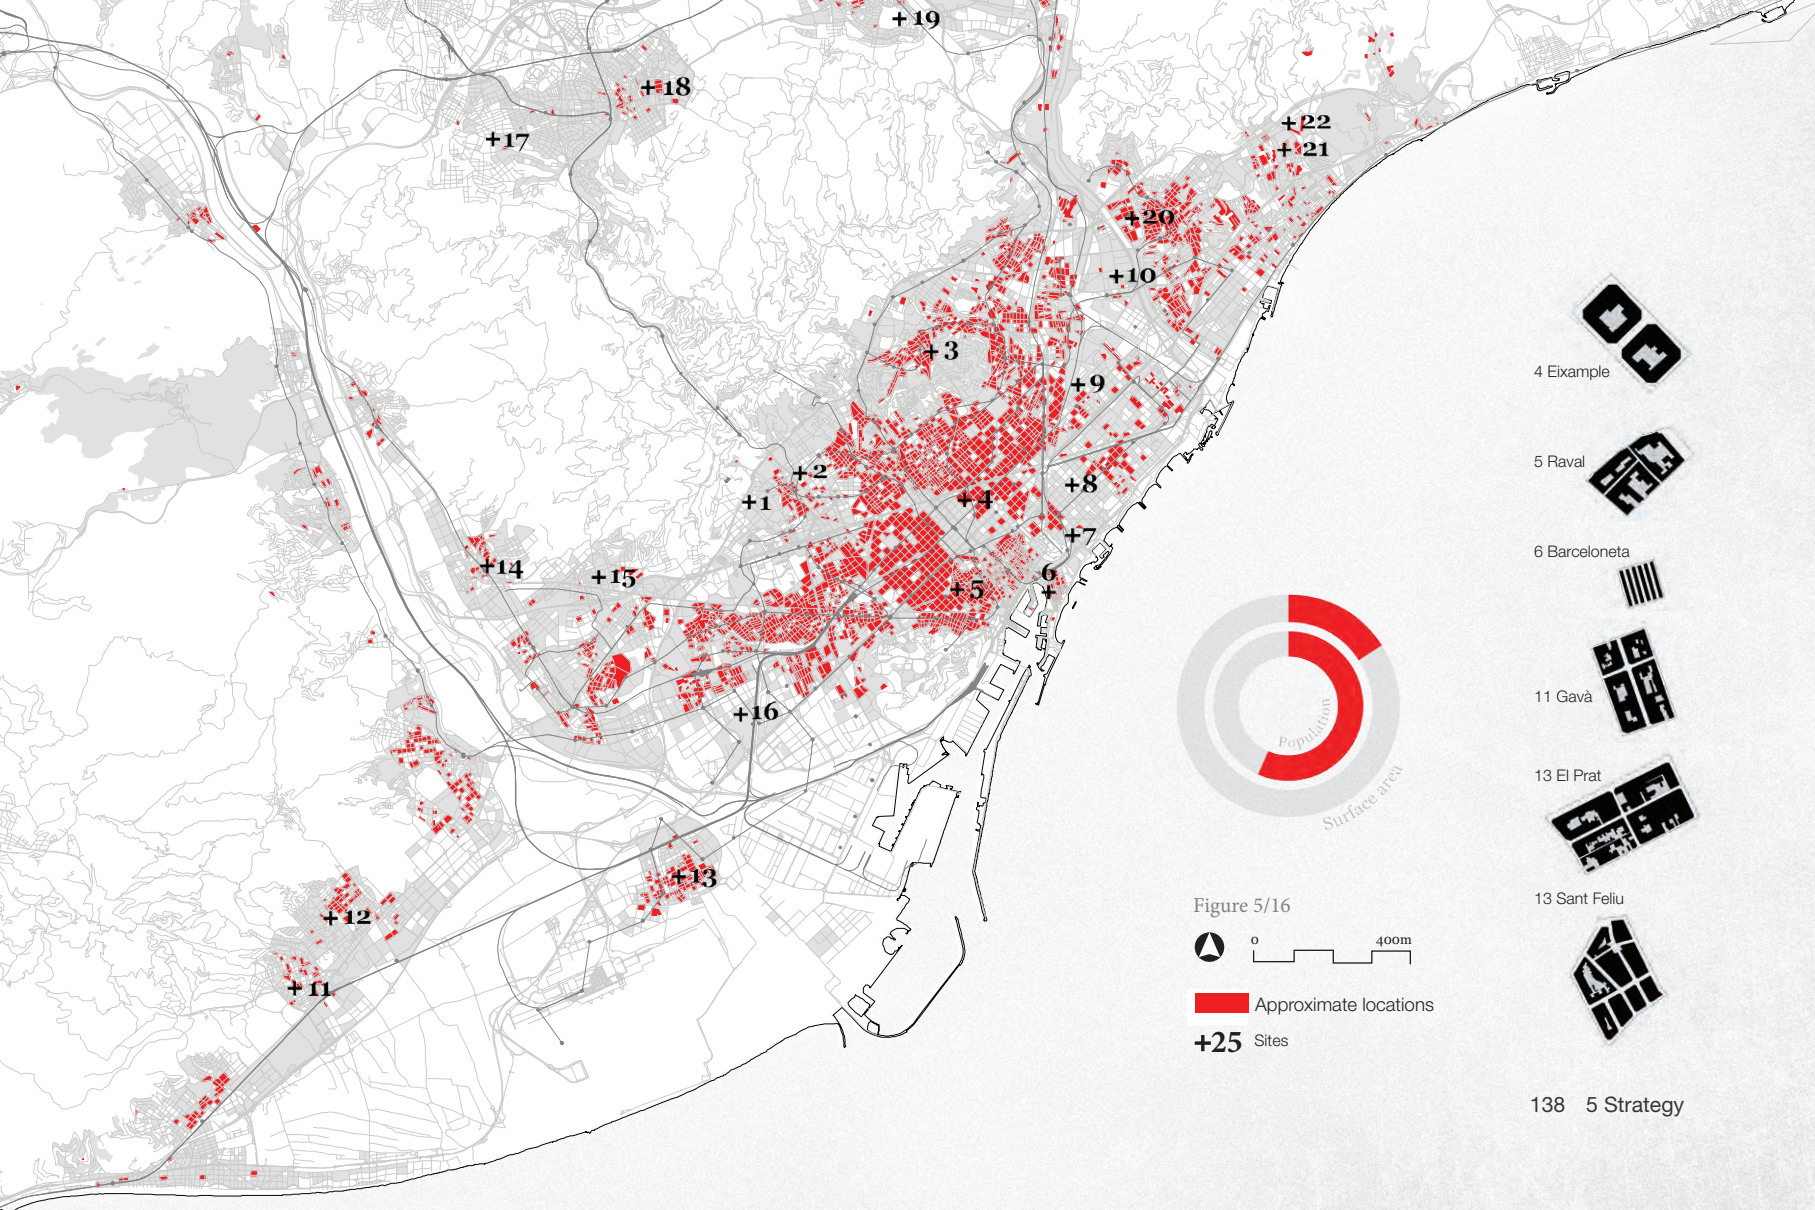 +19
+18
+17
+22
+21
+20
+10
+3
+9
+2
+1
+8
+4
+7
+14
+15
+5
6
+
+16
+13
+12
+11
4 Eixample
5 Raval
6 Barceloneta
11 Gavà
13 El Prat
13 Sant Feliu
Population
Surface area
Figure 5/16
0 400m
Approximate locations
+25 Sites
138 5 Strategy